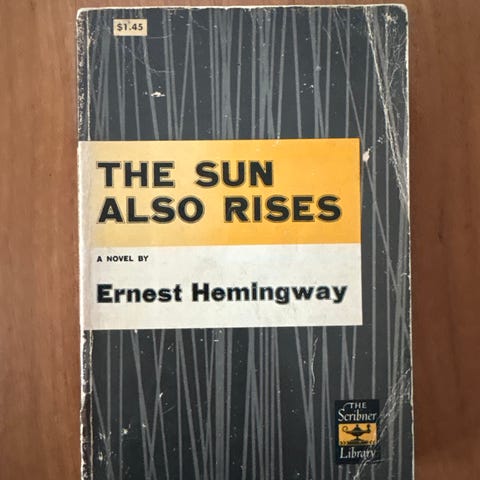 $1.45
THE SUN
ALSO RISES
A NOVEL BY
Ernest Hemingway
THE
Scribner
Library